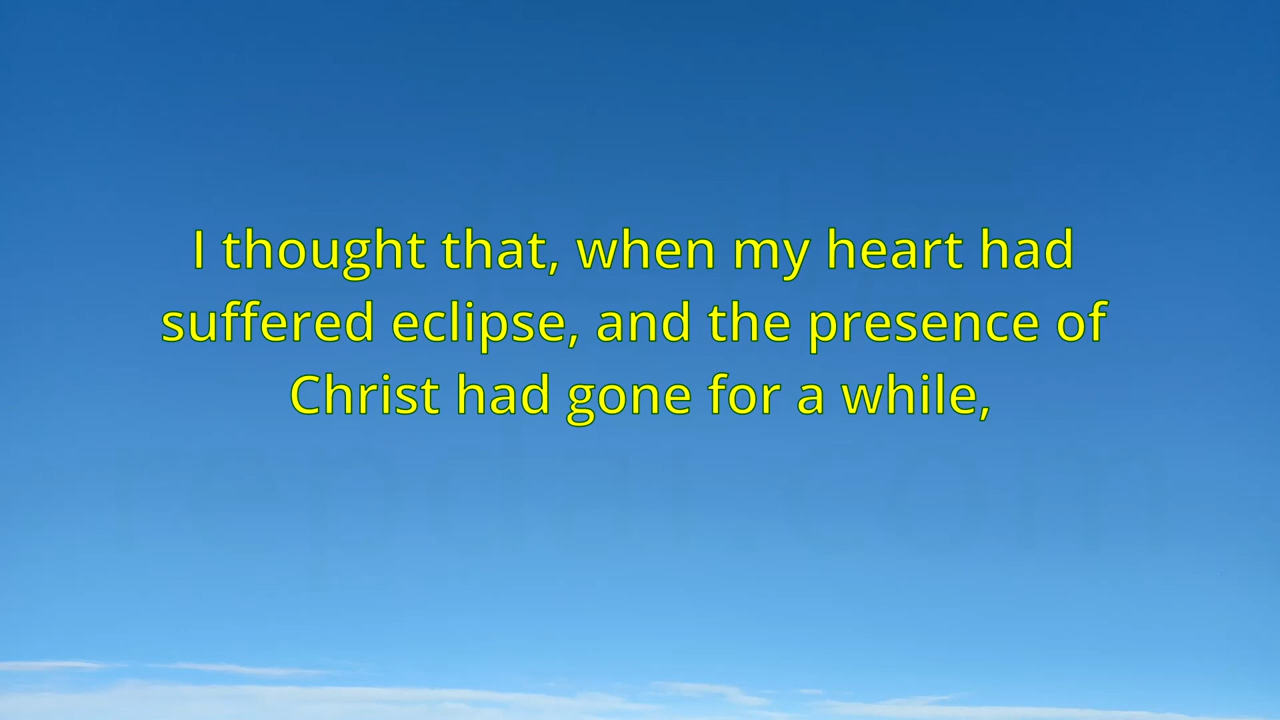 I thought that, when my heart had
suffered eclipse, and the presence of
Christ had gone for a while,